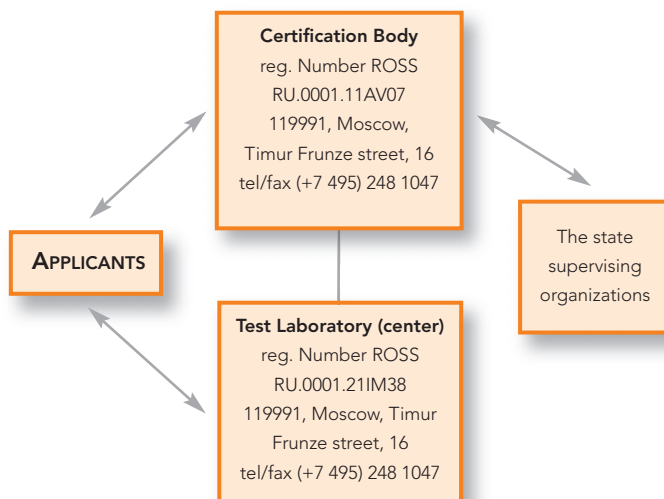 Certification Body
reg. Number ROSS
RU.0001.11AV07
119991, Moscow,
Timur Frunze street, 16
tel/fax (+7 495) 248 1047
APPLICANTS
The state
supervising
organizations
Test Laboratory (center)
reg. Number ROSS
RU.0001.21IM38
119991, Moscow, Timur
Frunze street, 16
tel/fax (+7 495) 248 1047